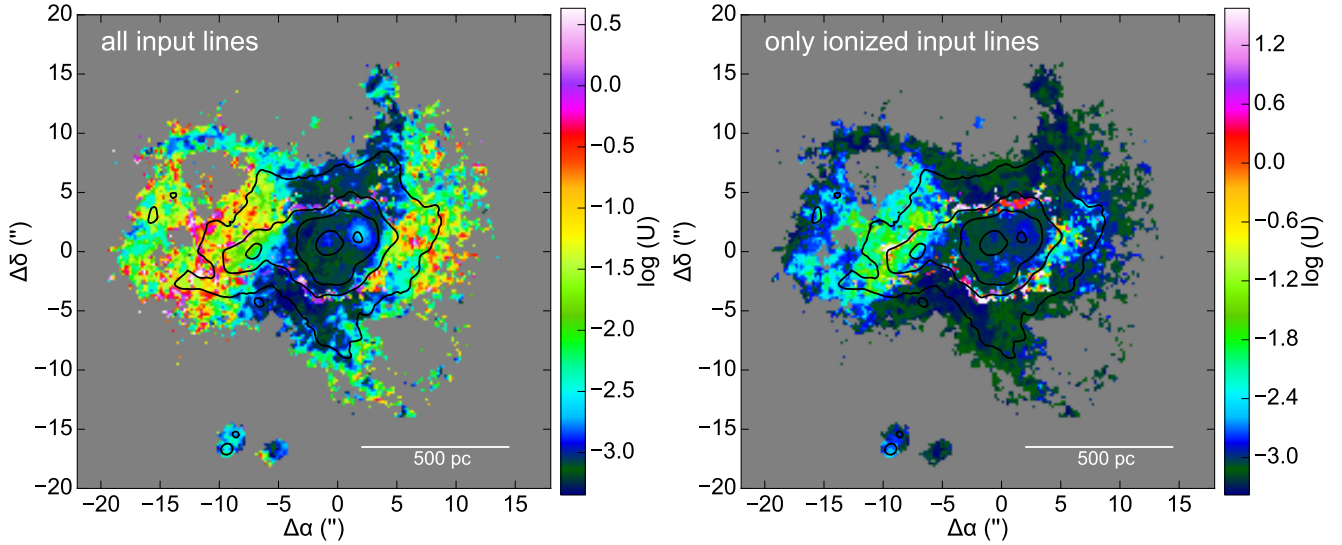 all input lines
20
15
10
5
0
−5
−10
−15
−20
Δδ (")
−20 −15 −10 −5 0 5 10 15
Δα (")
500 pc
0.5
0.0
−0.5
−1.0
−1.5
−2.0
−2.5
−3.0
log (U)
only ionized input lines
20
15
10
5
0
−5
−10
−15
−20
Δδ (")
−20 −15 −10 −5 0 5 10 15
Δα (")
500 pc
1.2
0.6
0.0
−0.6
−1.2
−1.8
−2.4
−3.0
log (U)